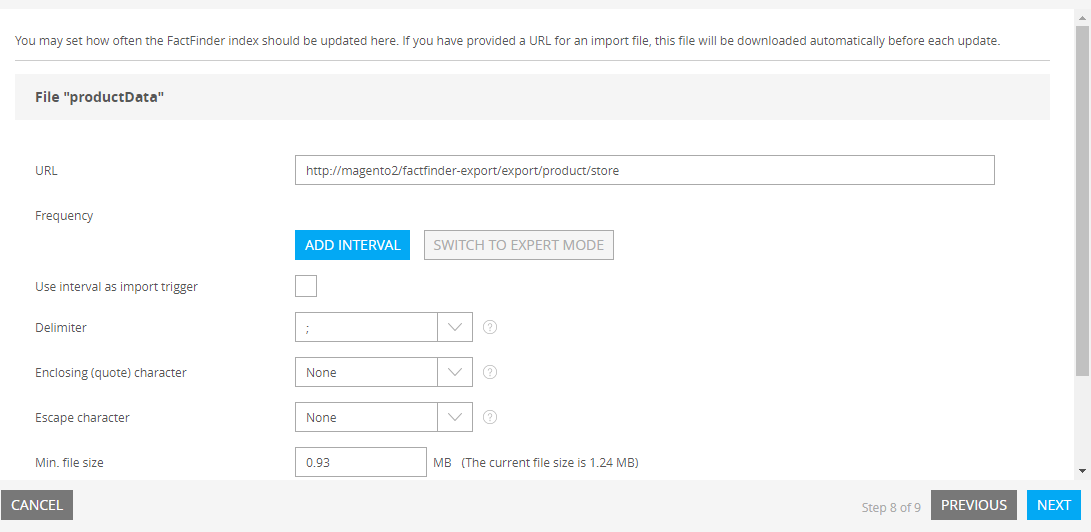 You may set how often the FactFinder index should be updated here. If you have provided a URL for an import file, this file will be downloaded automatically before each update.
File "productData"
URL
http://magento2/factfinder-export/export/product/store
Frequency
ADD INTERVAL SWITCH TO EXPERT MODE
Use interval as import trigger
Delimiter ; ?
Enclosing (quote) character None ?
Escape character None ?
Min. file size 0.93 MB (The current file size is 1.24 MB)
CANCEL Step 8 of 9 PREVIOUS NEXT